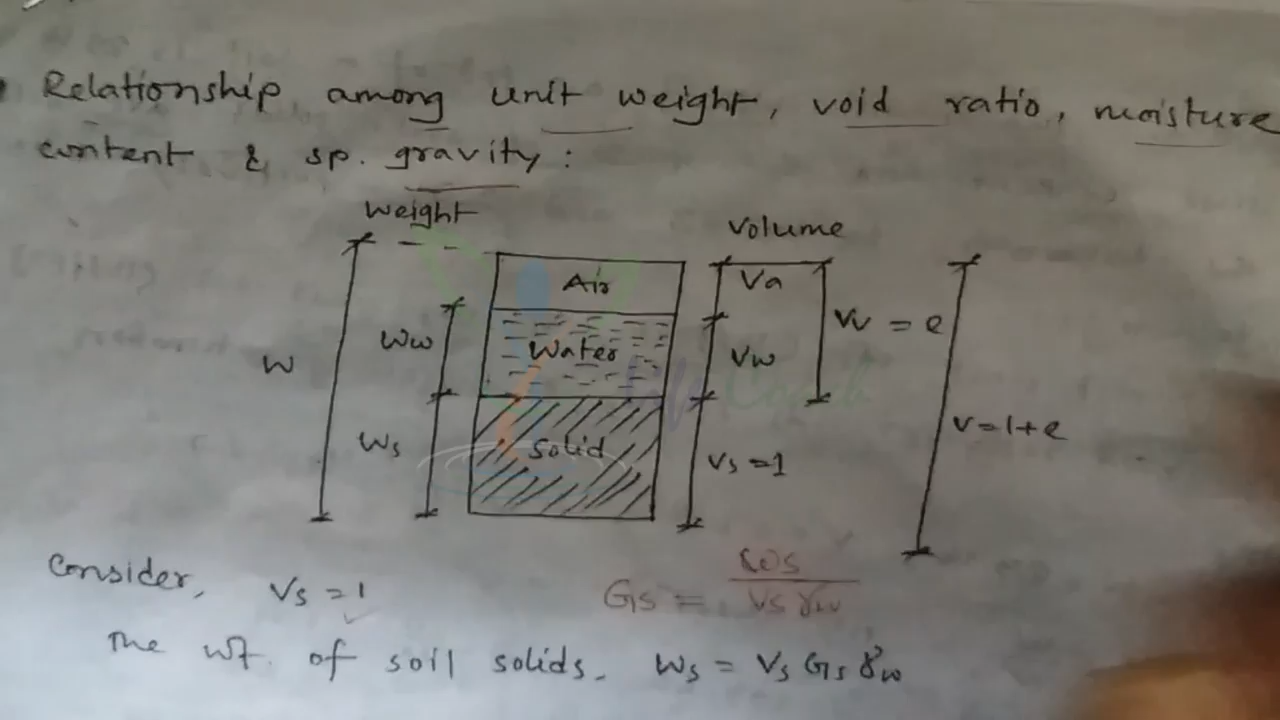 Relationship among unit weight, void ratio, moisture
content & sp. gravity :
Weight
Volume
Air
Va
Vv = e
Ww
Water
Vw
W
V=1+e
Ws
Solid
Vs =1
Consider, Vs =1
Gs = ws / Vs γw
The wt. of soil solids. Ws = Vs Gs γw